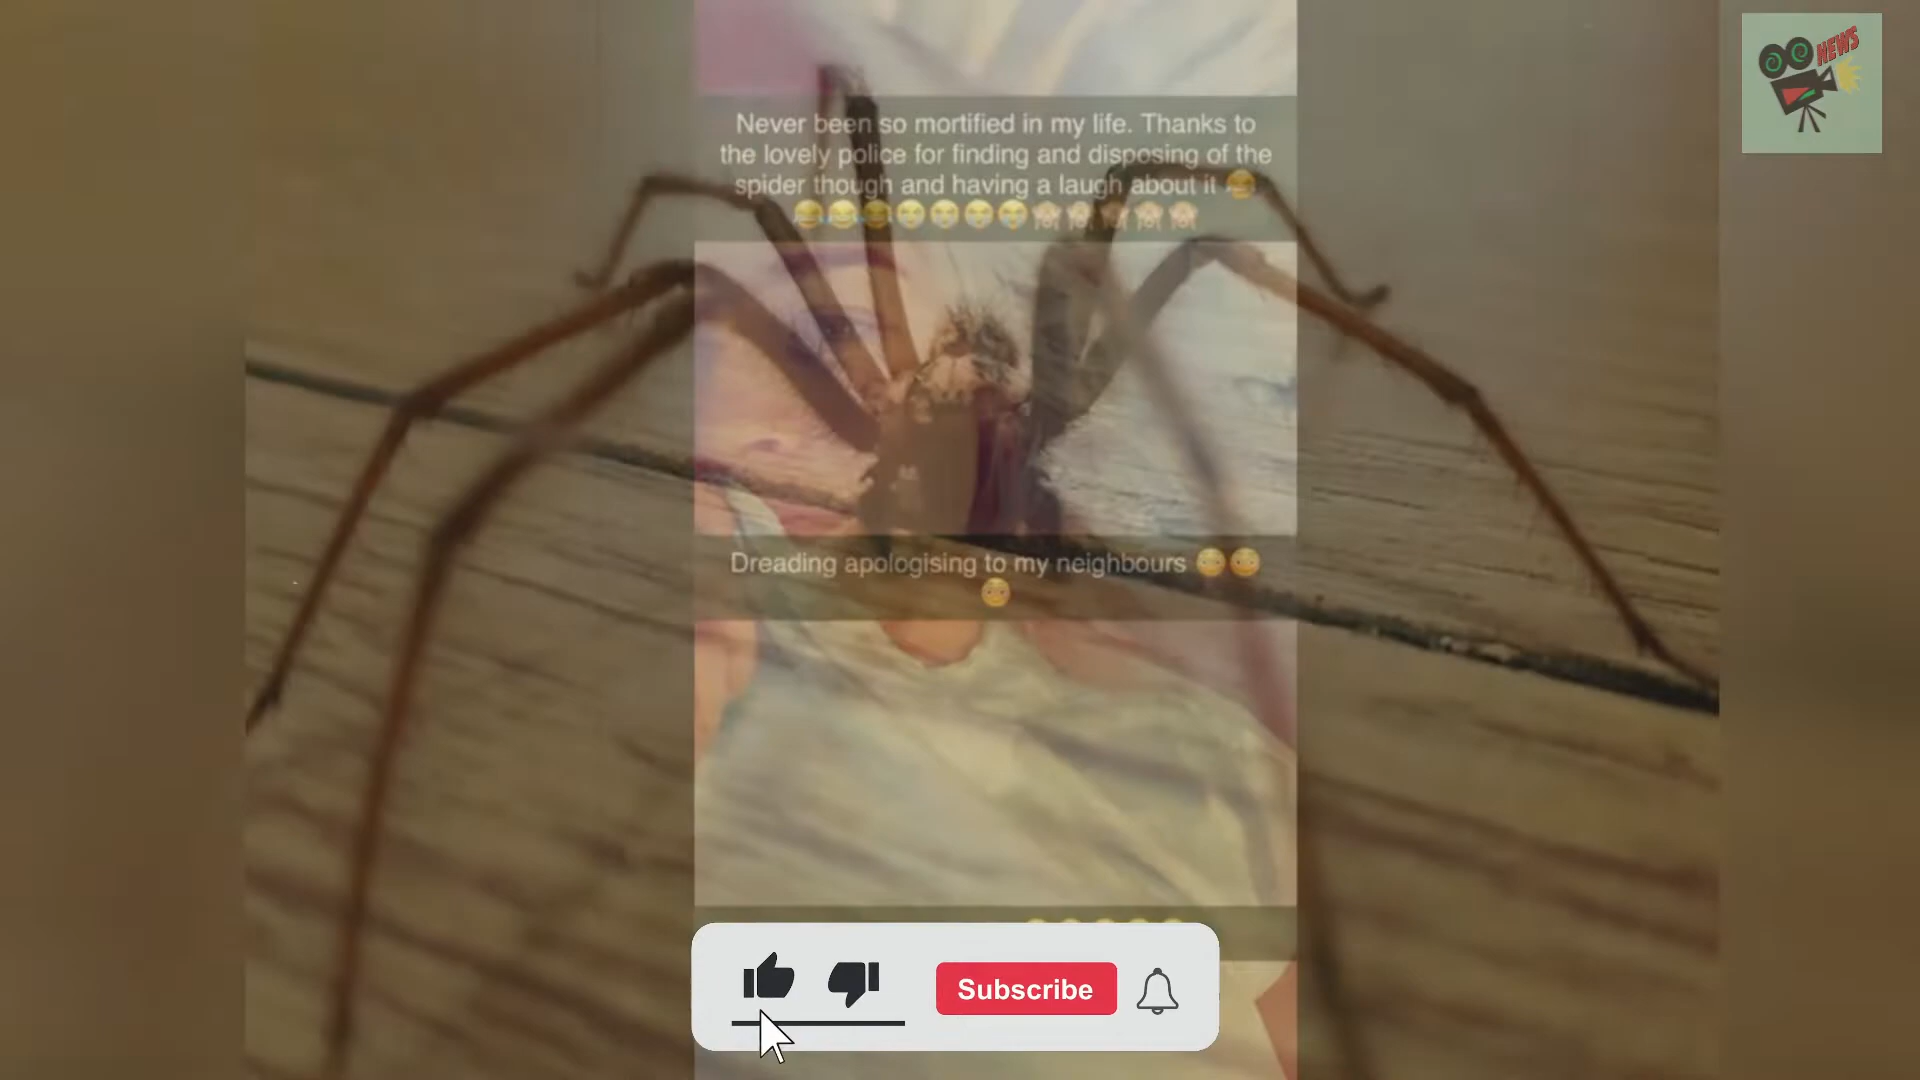 NEWS
Never been so mortified in my life. Thanks to
the lovely police for finding and disposing of the
spider though and having a laugh about it 😂
😂😂😂😭😭😭😭🙈🙈🙈🙈🙈
Dreading apologising to my neighbours 😳😳
😳
Subscribe